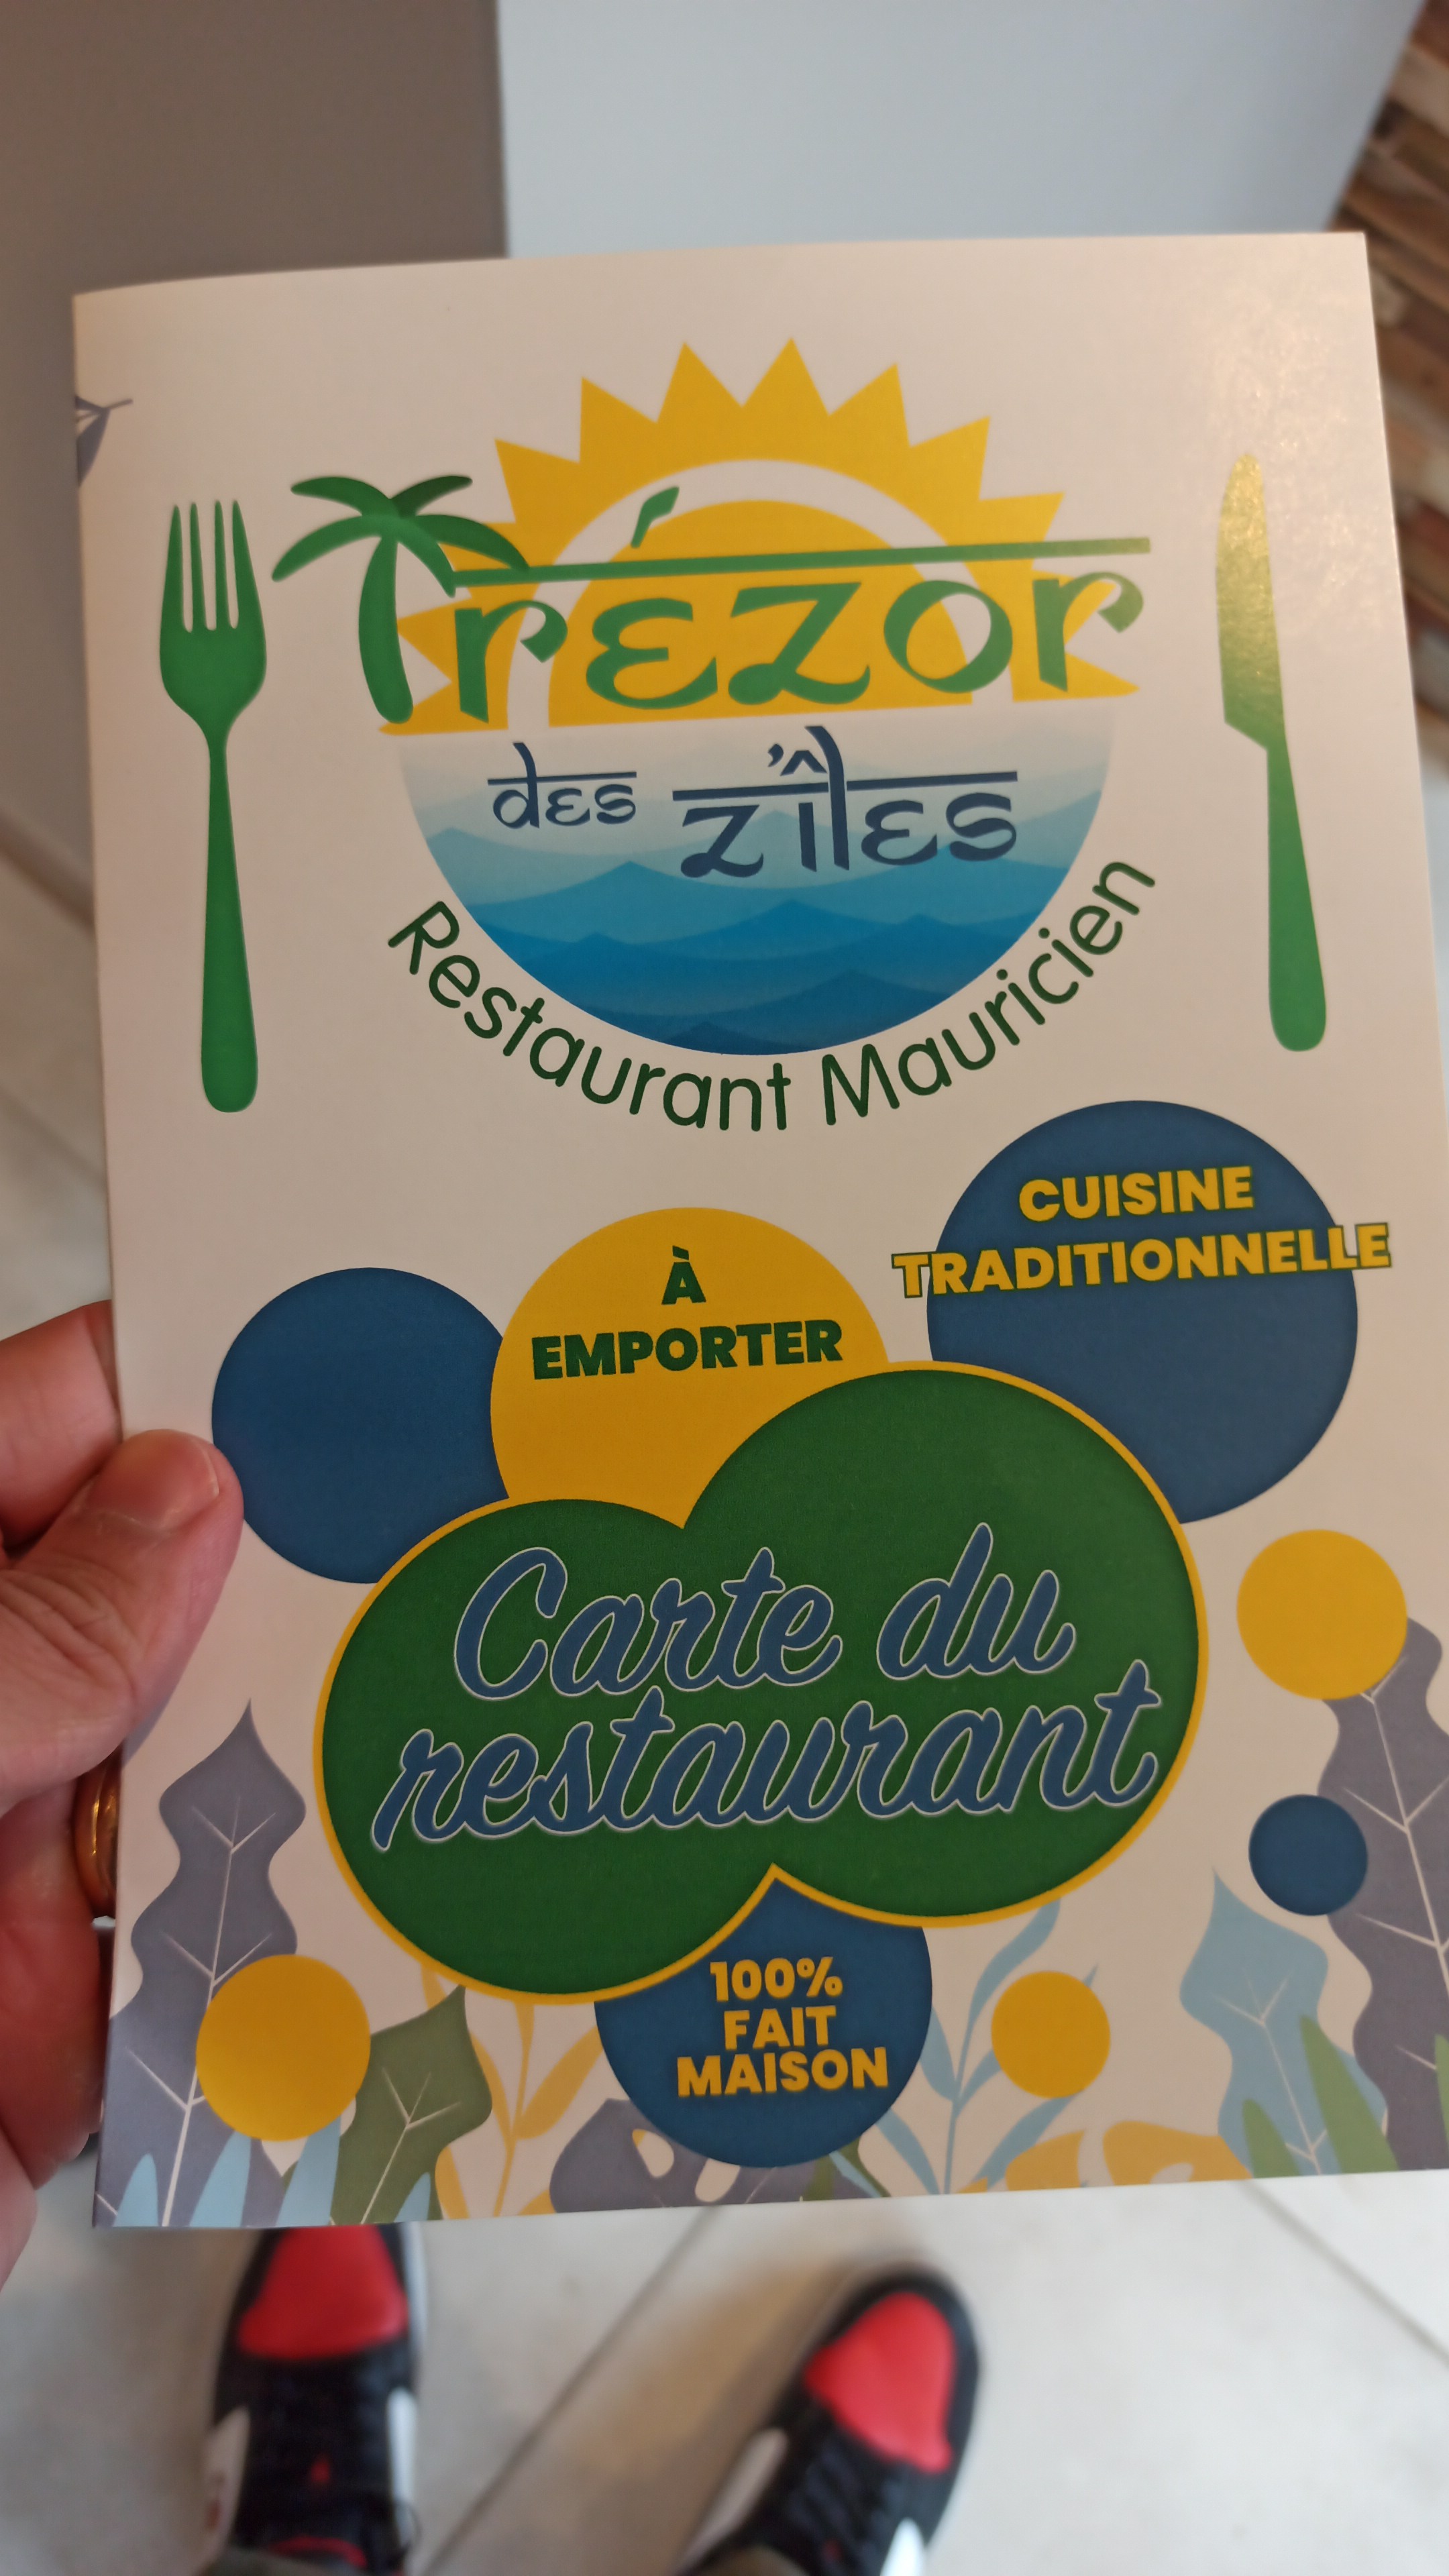 Trézor
des z'îles
Restaurant Mauricien
CUISINE
TRADITIONNELLE
À
EMPORTER
Carte du
restaurant
100%
FAIT
MAISON